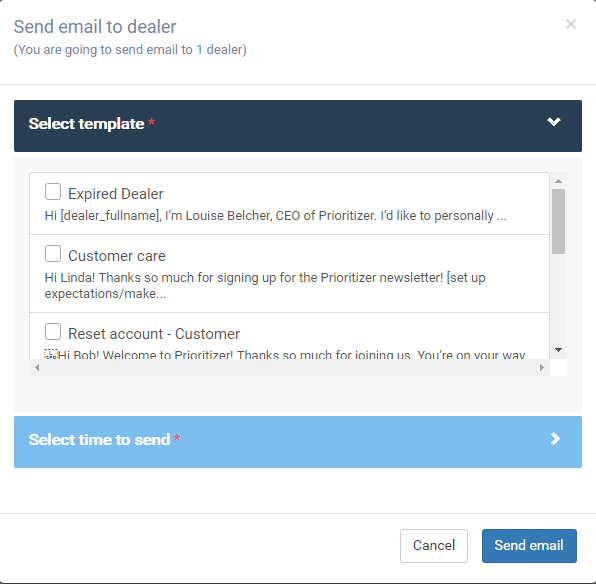 Send email to dealer
×
(You are going to send email to 1 dealer)
Select template *
Expired Dealer
Hi [dealer_fullname], I'm Louise Belcher, CEO of Prioritizer. I'd like to personally ...
Customer care
Hi Linda! Thanks so much for signing up for the Prioritizer newsletter! [set up
expectations/make...
Reset account - Customer
Hi Bob! Welcome to Prioritizer! Thanks so much for joining us. You're on your way
Select time to send *
Cancel
Send email